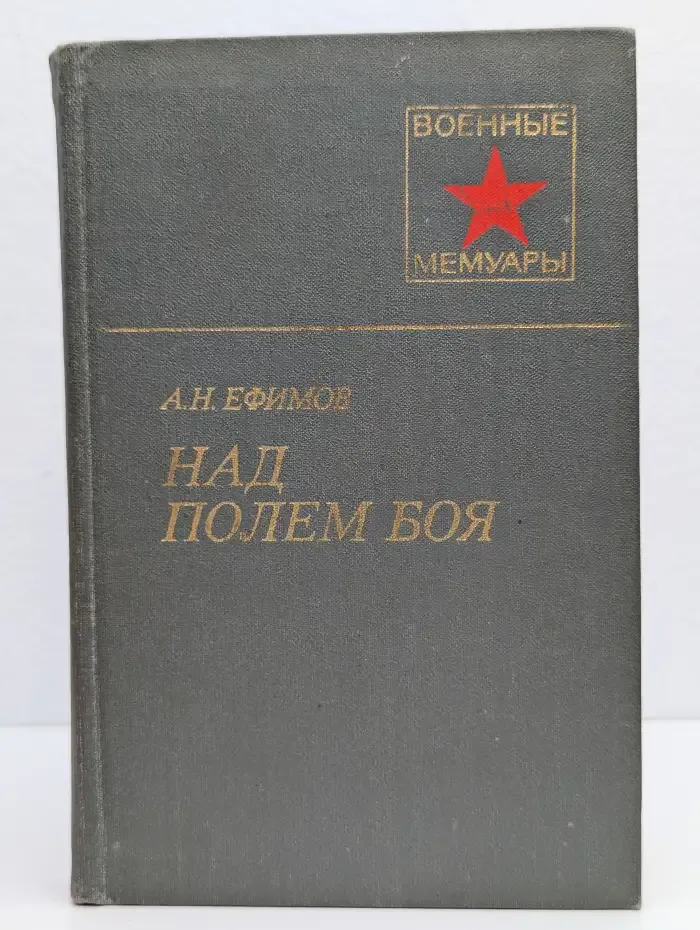 ВОЕННЫЕ
МЕМУАРЫ
А.Н. ЕФИМОВ
НАД
ПОЛЕМ БОЯ